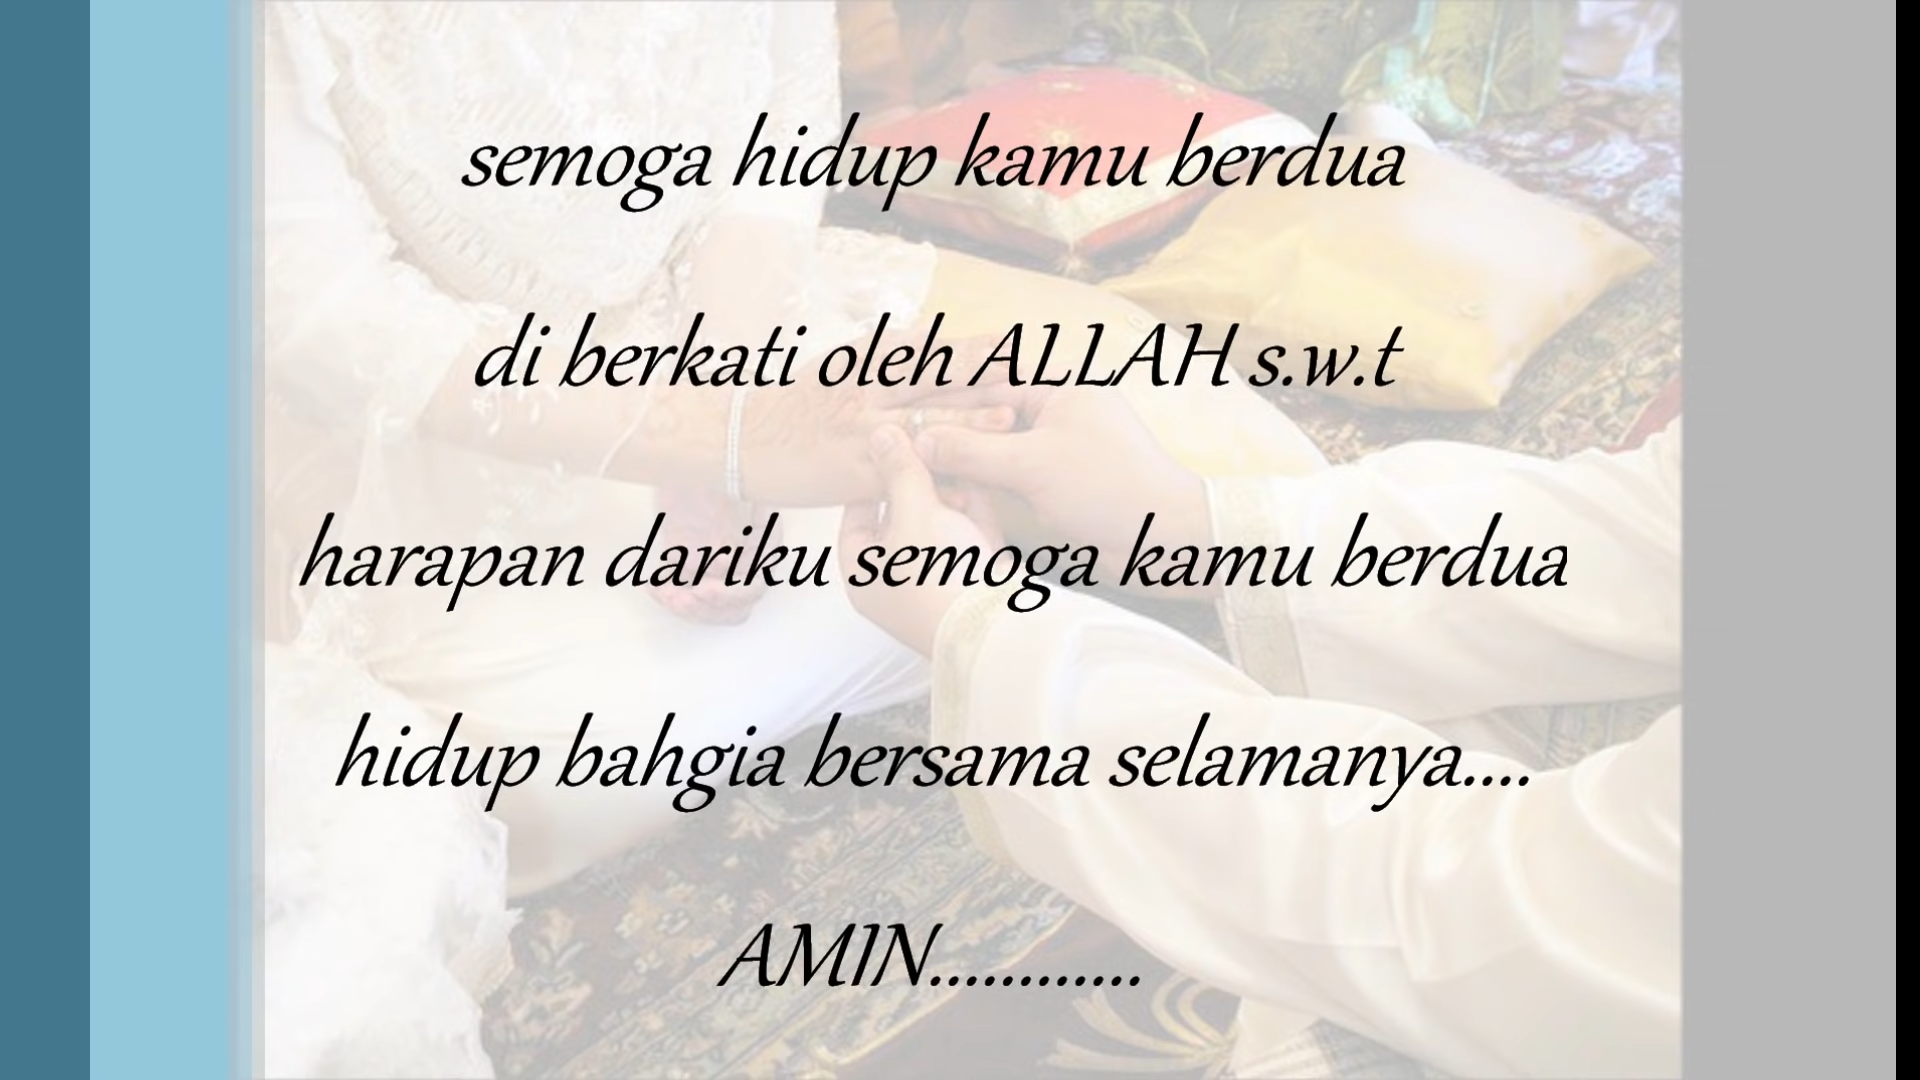 semoga hidup kamu berdua
di berkati oleh ALLAH s.w.t
harapan dariku semoga kamu berdua
hidup bahgia bersama selamanya....
AMIN............